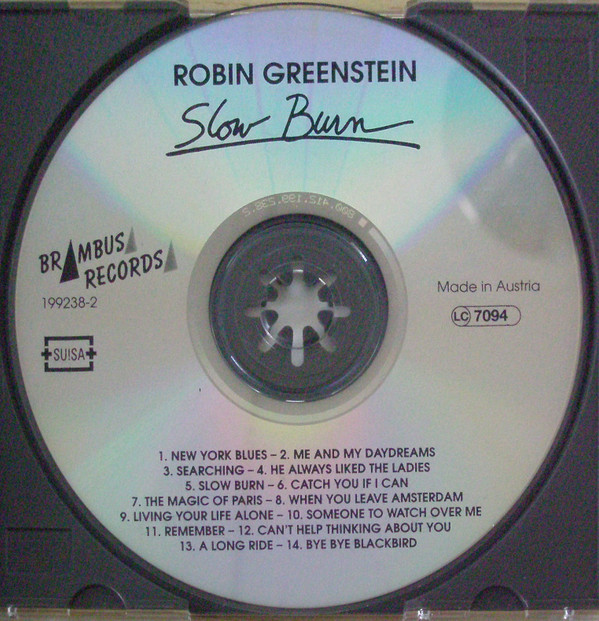 ROBIN GREENSTEIN
Slow Burn
BRAMBUS
RECORDS
199238-2
SUISA
Made in Austria
LC 7094
1. NEW YORK BLUES – 2. ME AND MY DAYDREAMS
3. SEARCHING – 4. HE ALWAYS LIKED THE LADIES
5. SLOW BURN – 6. CATCH YOU IF I CAN
7. THE MAGIC OF PARIS – 8. WHEN YOU LEAVE AMSTERDAM
9. LIVING YOUR LIFE ALONE – 10. SOMEONE TO WATCH OVER ME
11. REMEMBER – 12. CAN'T HELP THINKING ABOUT YOU
13. A LONG RIDE – 14. BYE BYE BLACKBIRD